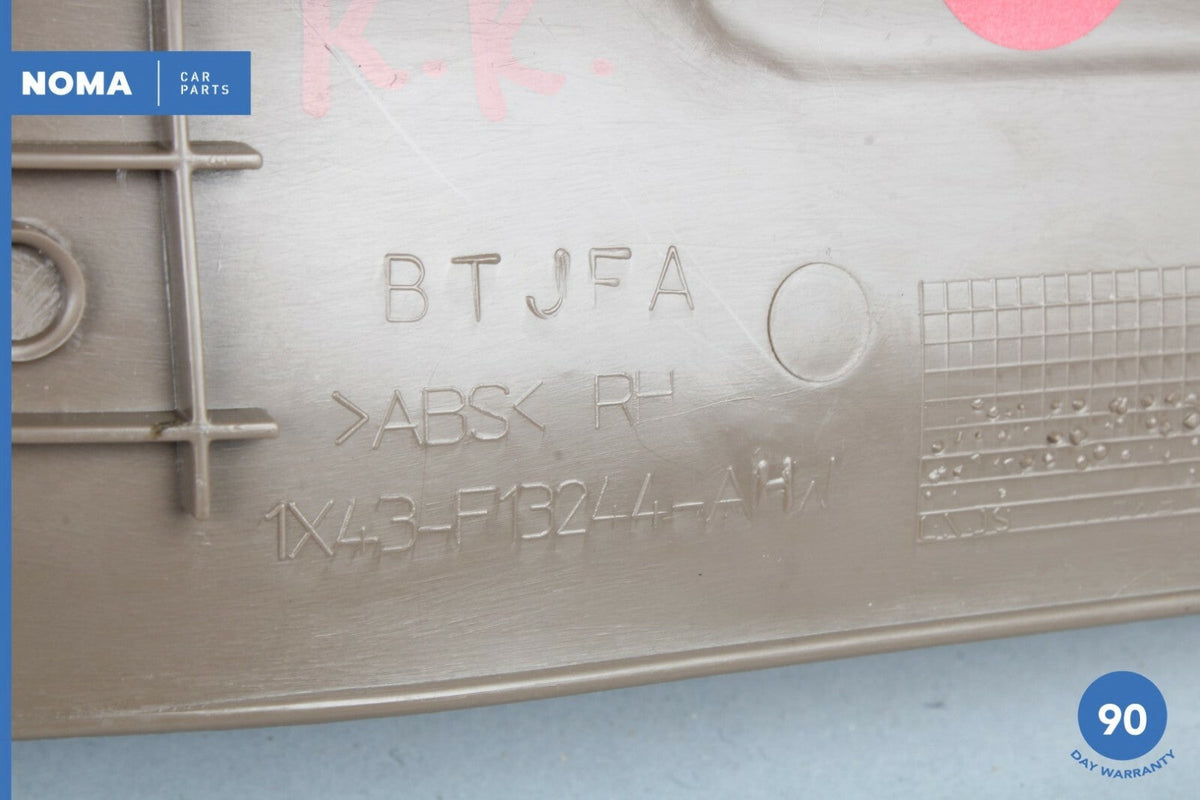 R.R.
NOMA CAR PARTS
BTJFA
>ABS< RH
1X43-F13244-AHW
90
DAY WARRANTY